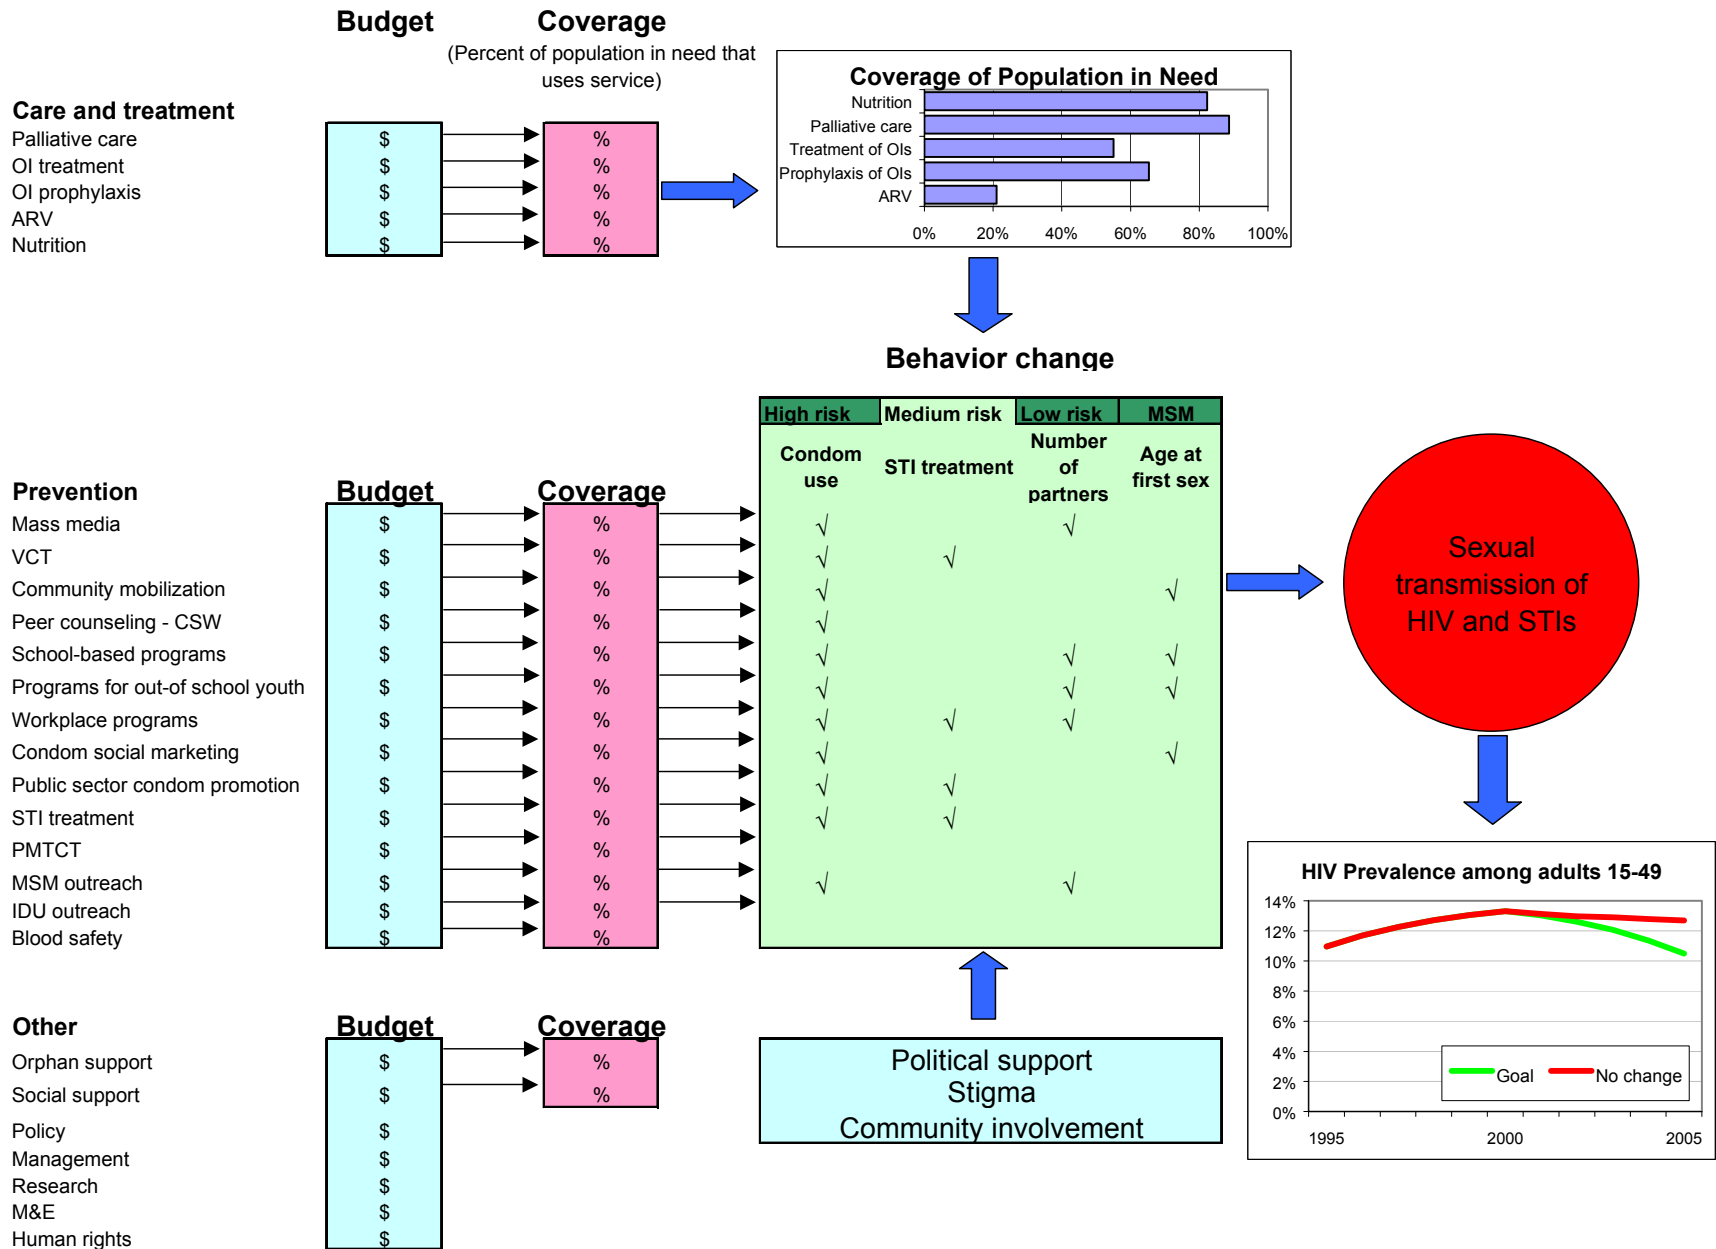 Budget Coverage
(Percent of population in need that
uses service)
Care and treatment
Palliative care $ %
OI treatment $ %
OI prophylaxis $ %
ARV $ %
Nutrition $ %
Coverage of Population in Need
Nutrition
Palliative care
Treatment of OIs
Prophylaxis of OIs
ARV
0% 20% 40% 60% 80% 100%
Behavior change
High risk Medium risk Low risk MSM
Condom
use
STI treatment
Number
of
partners
Age at
first sex
Prevention Budget Coverage
Mass media $ % √ √
VCT $ % √ √
Community mobilization $ % √ √
Peer counseling - CSW $ % √
School-based programs $ % √ √ √
Programs for out-of school youth $ % √ √ √
Workplace programs $ % √ √ √
Condom social marketing $ % √ √
Public sector condom promotion $ % √ √
STI treatment $ % √ √
PMTCT $ %
MSM outreach $ % √ √
IDU outreach $ %
Blood safety $ %
Sexual
transmission of
HIV and STIs
Other Budget Coverage
Orphan support $ %
Social support $ %
Policy $
Management $
Research $
M&E $
Human rights $
Political support
Stigma
Community involvement
HIV Prevalence among adults 15-49
14%
12%
10%
8%
6%
4%
2%
0%
Goal No change
1995 2000 2005